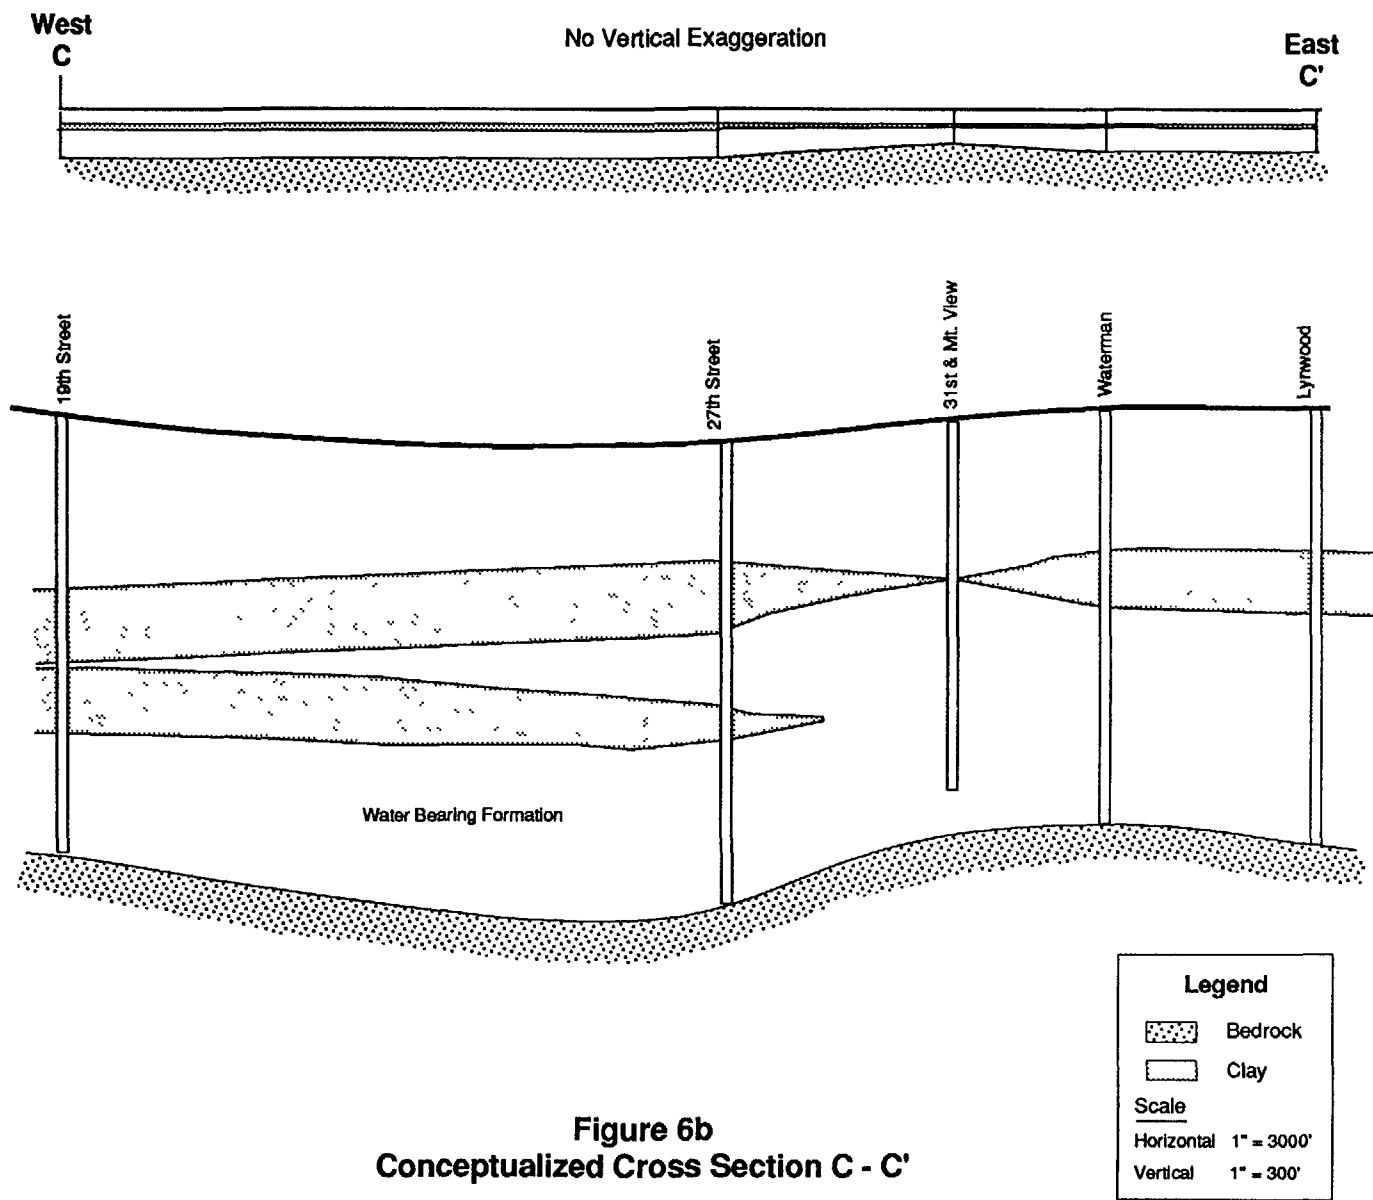 West
C
No Vertical Exaggeration
East
C'
19th Street
27th Street
31st & Mt. View
Waterman
Lynwood
Water Bearing Formation
Legend
Bedrock
Clay
Scale
Horizontal 1" = 3000'
Vertical 1" = 300'
Figure 6b
Conceptualized Cross Section C - C'